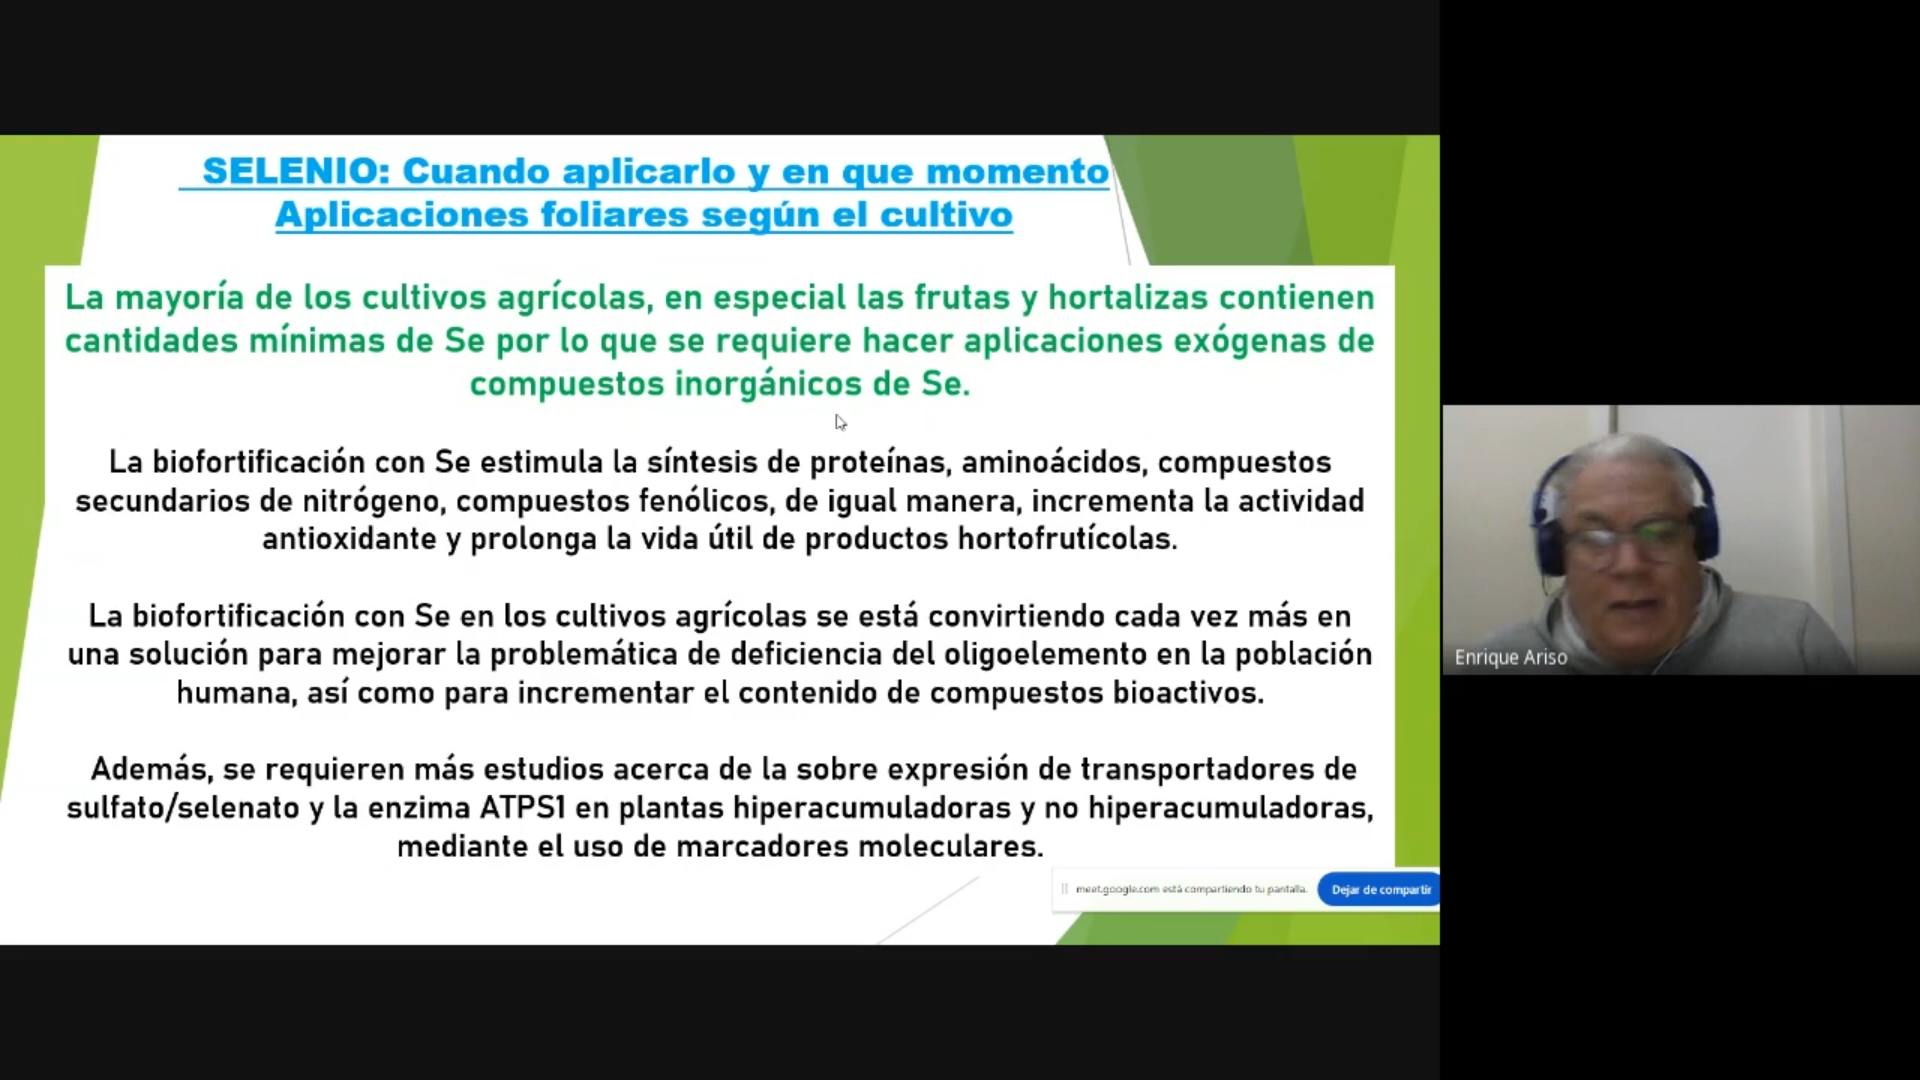 SELENIO: Cuando aplicarlo y en que momento
Aplicaciones foliares según el cultivo
La mayoría de los cultivos agrícolas, en especial las frutas y hortalizas contienen
cantidades mínimas de Se por lo que se requiere hacer aplicaciones exógenas de
compuestos inorgánicos de Se.
La biofortificación con Se estimula la síntesis de proteínas, aminoácidos, compuestos
secundarios de nitrógeno, compuestos fenólicos, de igual manera, incrementa la actividad
antioxidante y prolonga la vida útil de productos hortofrutícolas.
La biofortificación con Se en los cultivos agrícolas se está convirtiendo cada vez más en
una solución para mejorar la problemática de deficiencia del oligoelemento en la población
humana, así como para incrementar el contenido de compuestos bioactivos.
Además, se requieren más estudios acerca de la sobre expresión de transportadores de
sulfato/selenato y la enzima ATPS1 en plantas hiperacumuladoras y no hiperacumuladoras,
mediante el uso de marcadores moleculares.
meet.google.com está compartiendo tu pantalla.
Dejar de compartir
Enrique Ariso